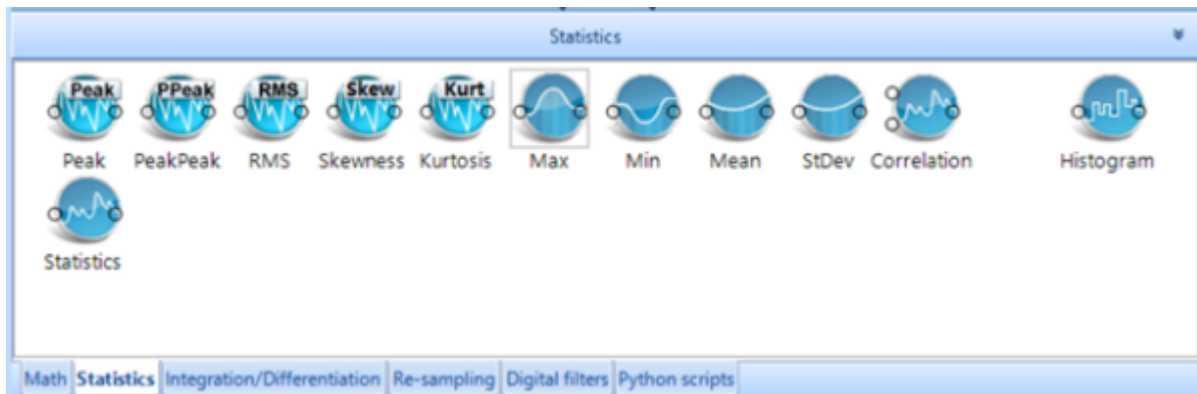 Statistics
Peak PPeak RMS Skew Kurt
Peak PeakPeak RMS Skewness Kurtosis Max Min Mean StDev Correlation Histogram
Statistics
Math Statistics Integration/Differentiation Re-sampling Digital filters Python scripts